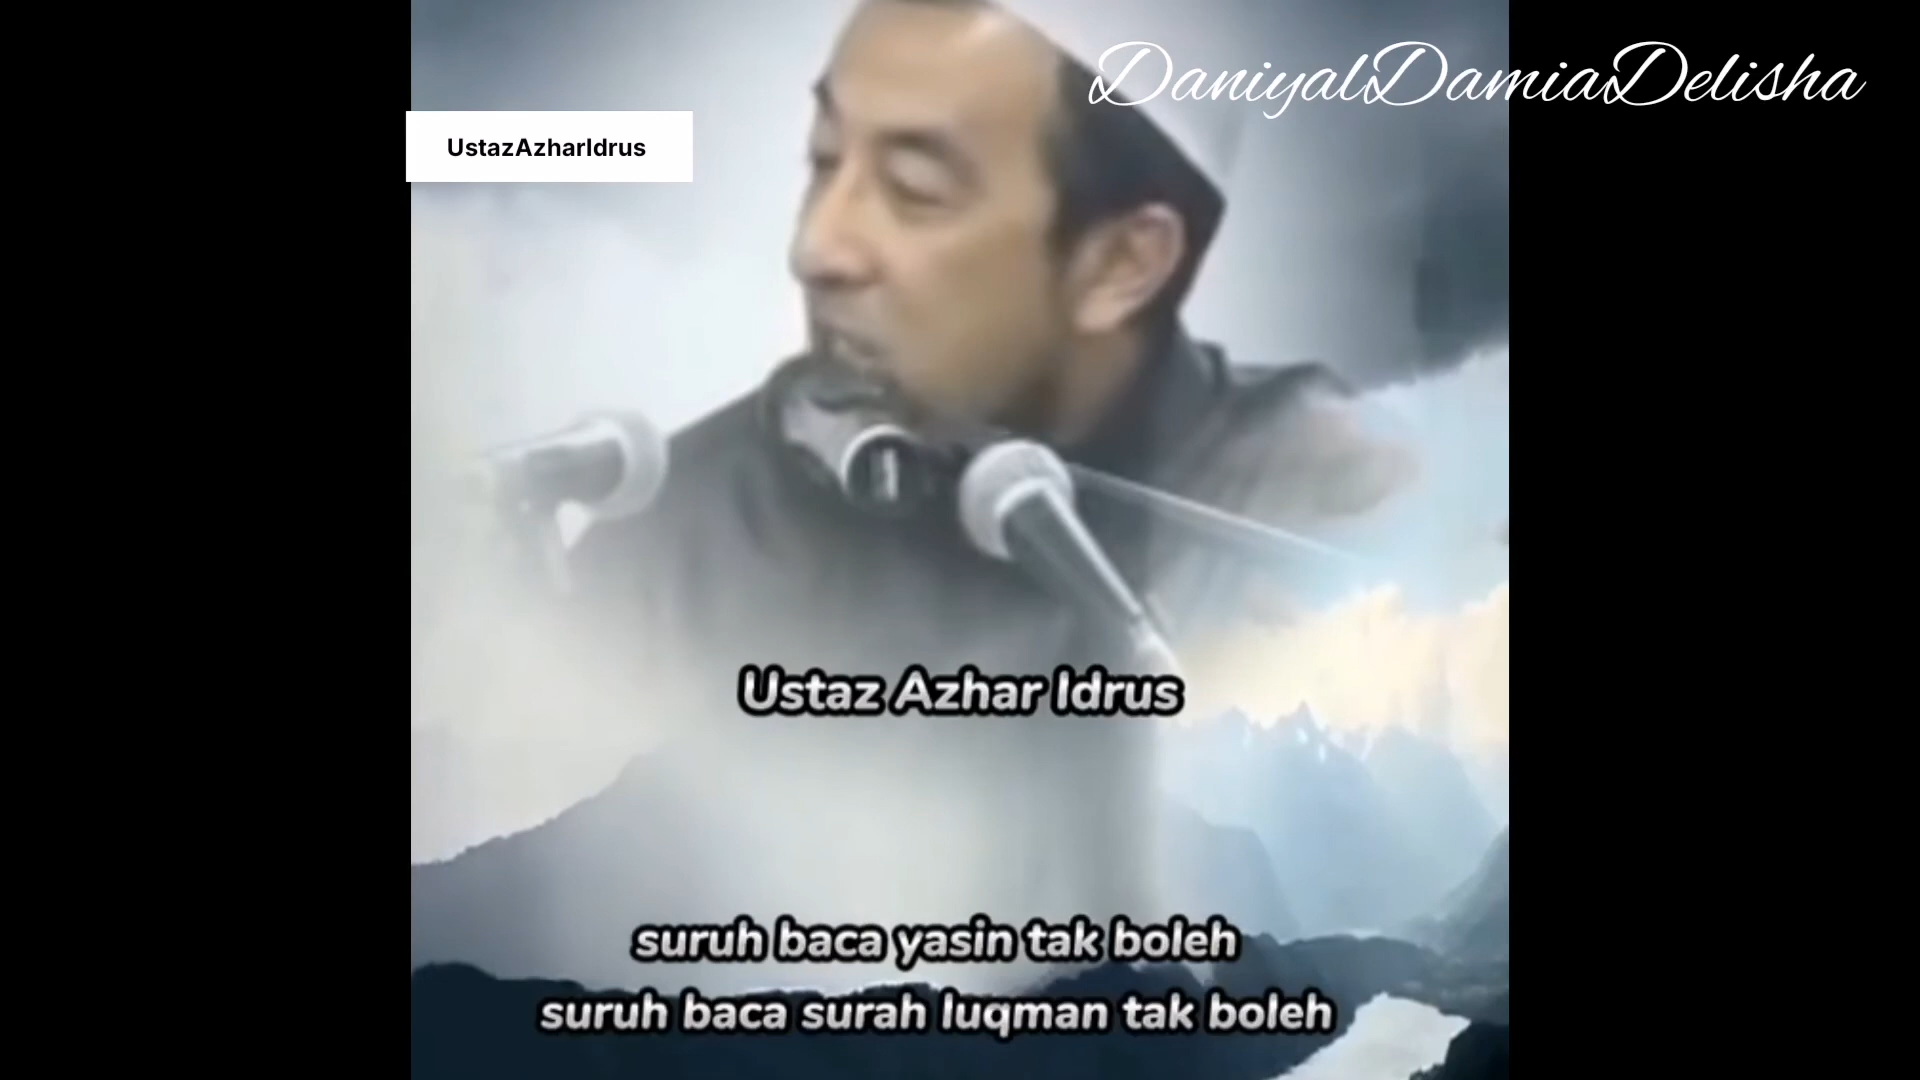 DaniyalDamiaDelisha
UstazAzharIdrus
Ustaz Azhar Idrus
suruh baca yasin tak boleh
suruh baca surah luqman tak boleh